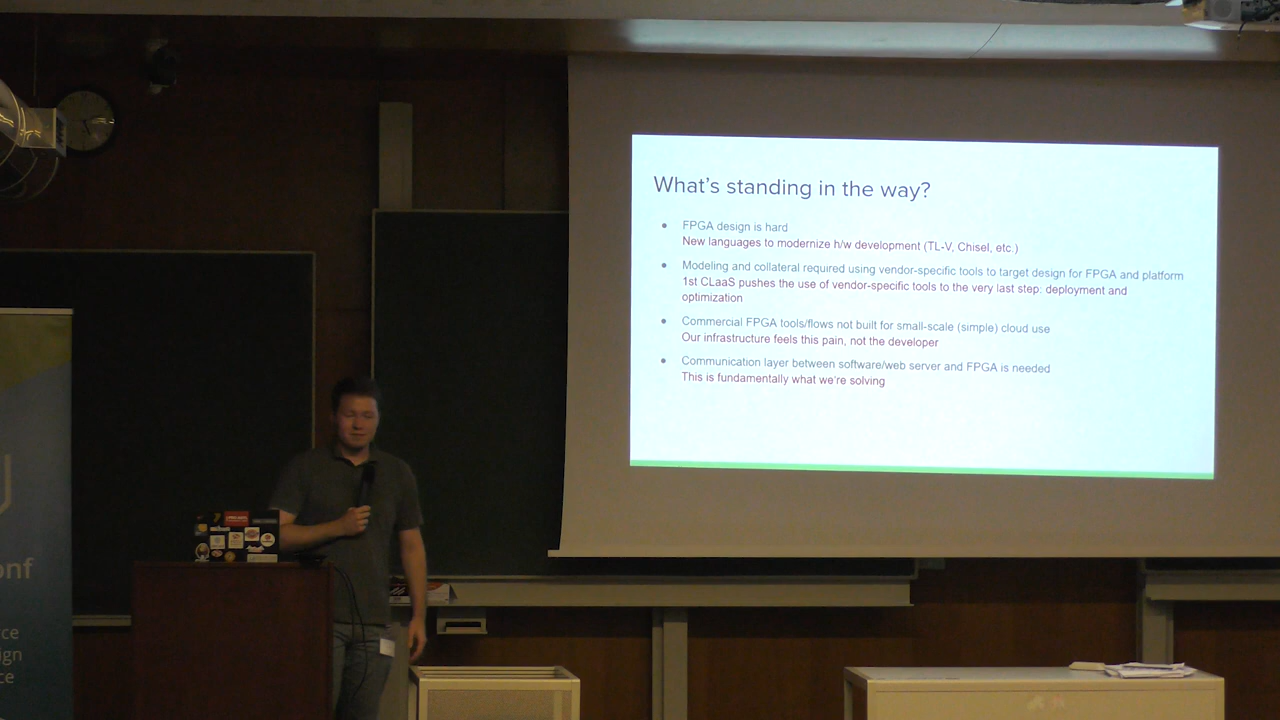 What's standing in the way?
FPGA design is hard
New languages to modernize h/w development (TL-V, Chisel, etc.)
Modeling and collateral required using vendor-specific tools to target design for FPGA and platform
1st CLaaS pushes the use of vendor-specific tools to the very last step: deployment and
optimization
Commercial FPGA tools/flows not built for small-scale (simple) cloud use
Our infrastructure feels this pain, not the developer
Communication layer between software/web server and FPGA is needed
This is fundamentally what we're solving
onf
rce
ign
ce